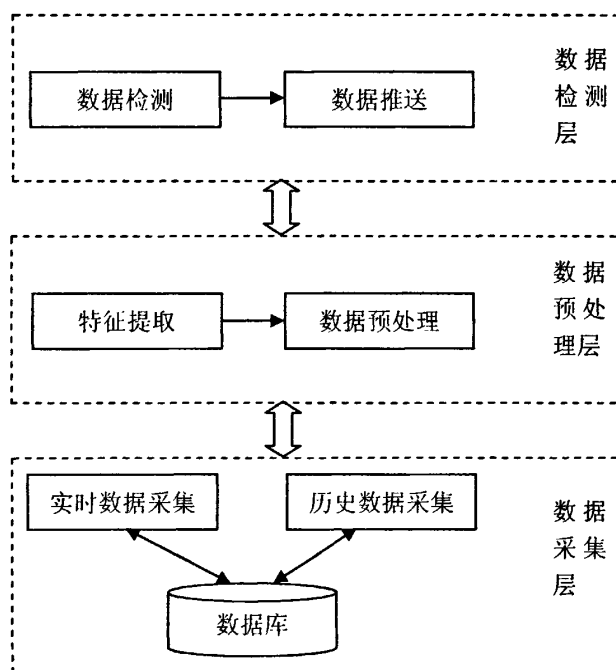 数据检测
数据推送
数据
检测
层
特征提取
数据预处理
数据
预处
理层
实时数据采集
历史数据采集
数据库
数据
采集
层